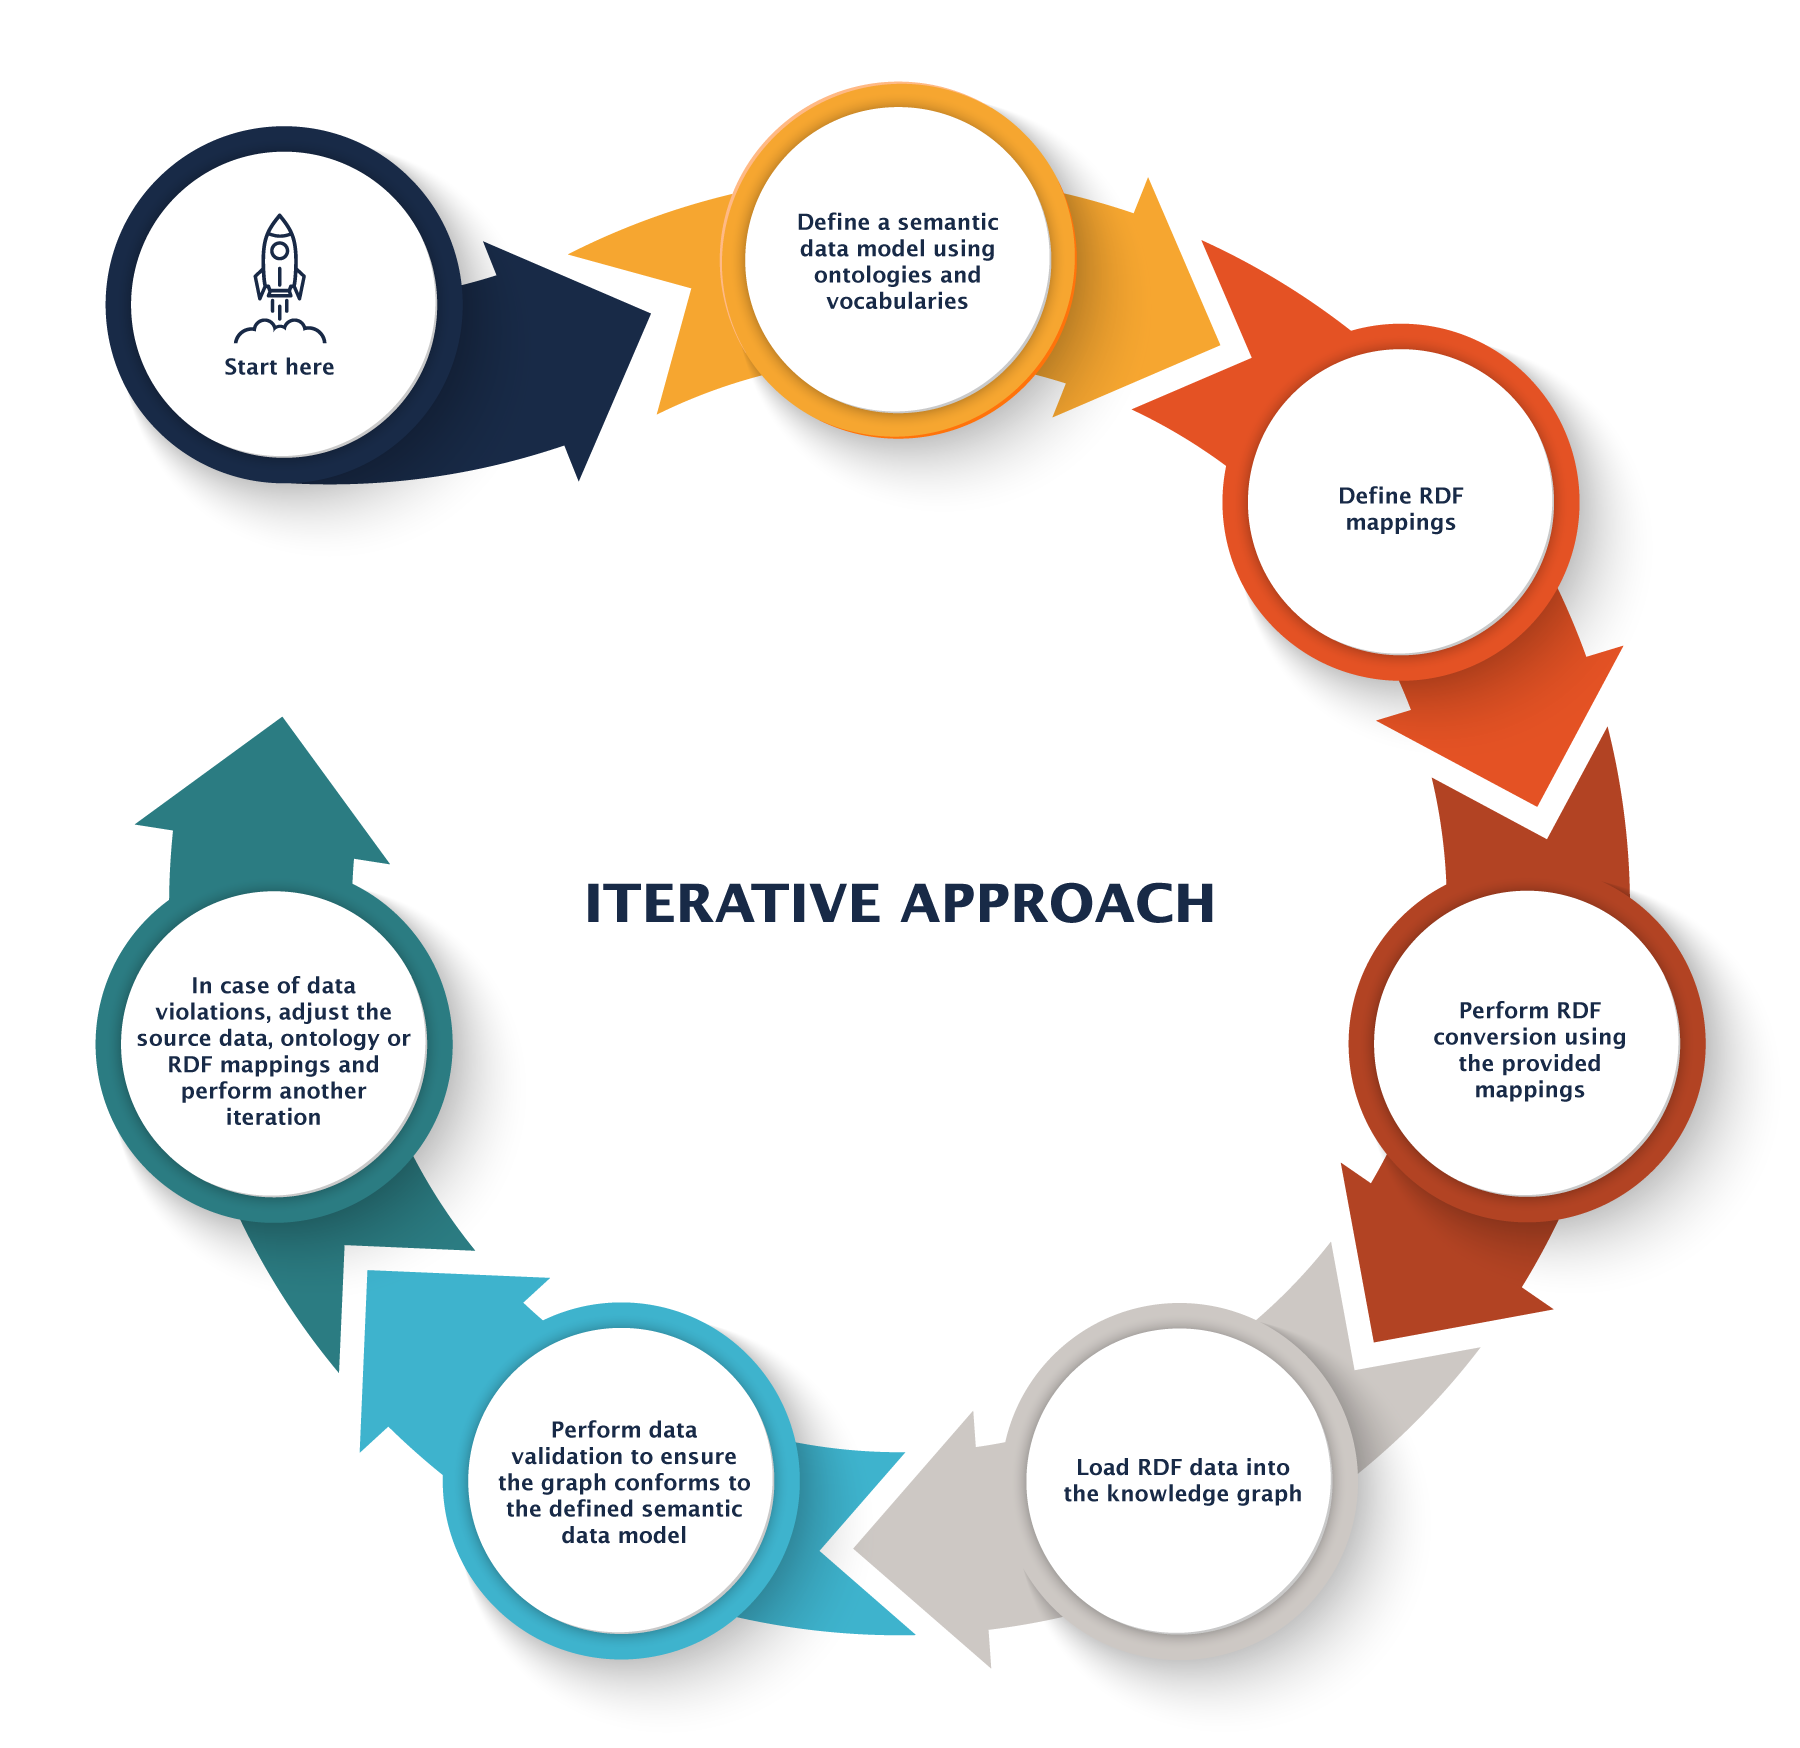 Start here
Define a semantic
data model using
ontologies and
vocabularies
Define RDF
mappings
Perform RDF
conversion using
the provided
mappings
Load RDF data into
the knowledge graph
Perform data
validation to ensure
the graph conforms to
the defined semantic
data model
In case of data
violations, adjust the
source data, ontology or
RDF mappings and
perform another
iteration
ITERATIVE APPROACH